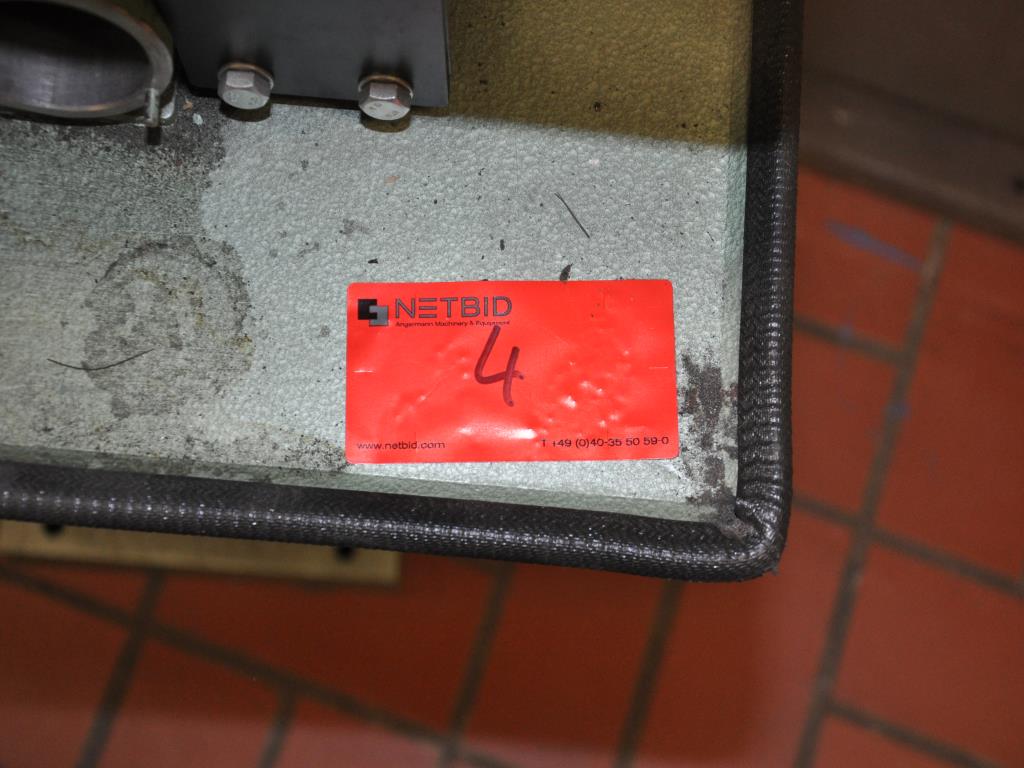 NETBID
Angermann Machinery & Equipment
4
www.netbid.com T +49 (0)40-35 50 59-0